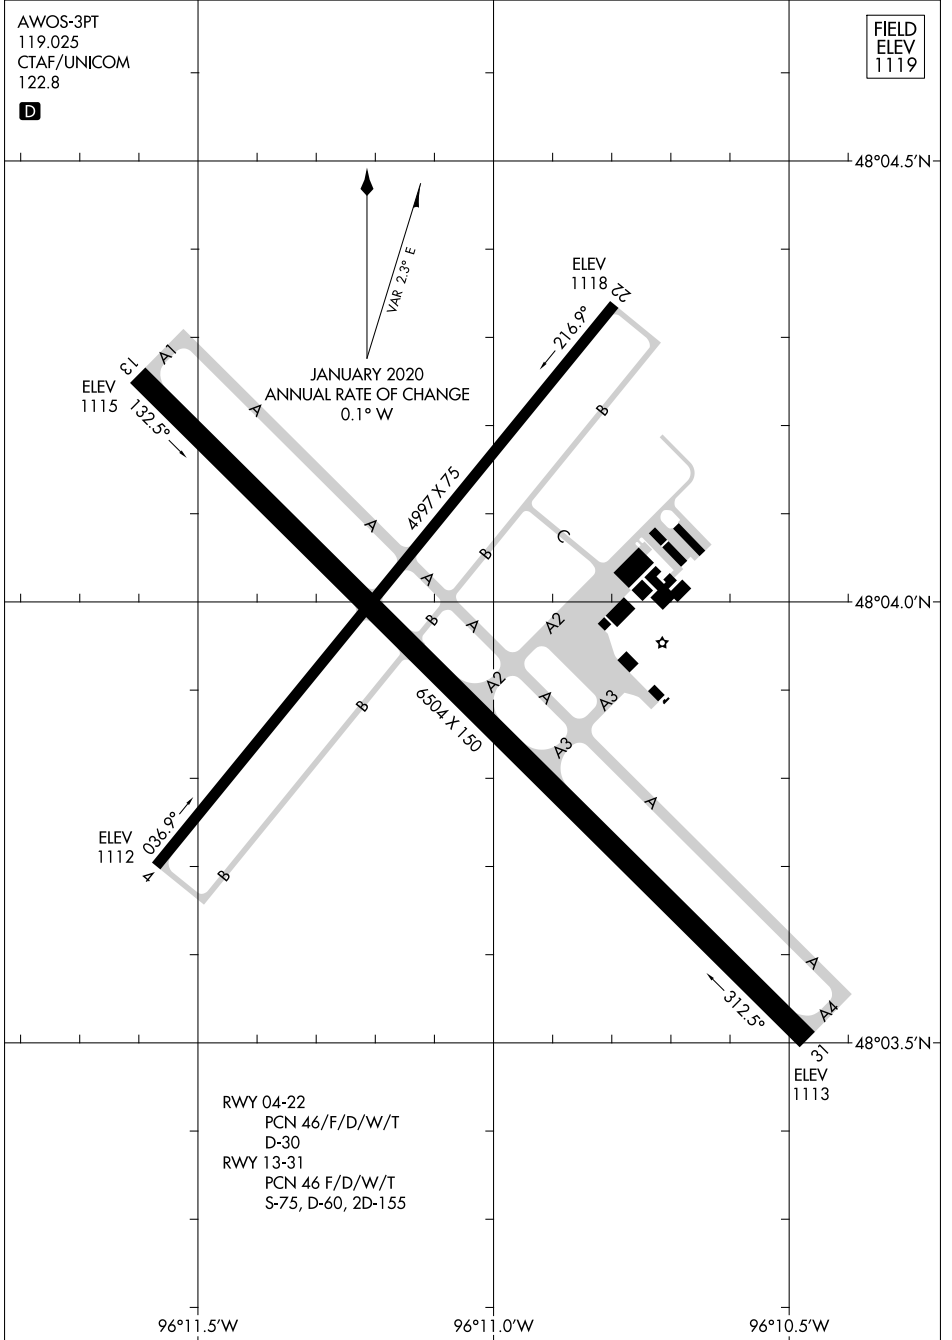 AWOS-3PT
119.025
CTAF/UNICOM
122.8
D
FIELD
ELEV
1119
48°04.5'N
VAR 2.3° E
JANUARY 2020
ANNUAL RATE OF CHANGE
0.1° W
ELEV
1118
22
216.9°
13
A1
ELEV
1115
132.5°
A
B
4997 X 75
A
B
C
A
48°04.0'N
B
A
A2
A2
B
A
A3
6504 X 150
A3
A
036.9°
ELEV
1112
4
B
A
312.5°
A4
31
48°03.5'N
ELEV
1113
RWY 04-22
PCN 46/F/D/W/T
D-30
RWY 13-31
PCN 46 F/D/W/T
S-75, D-60, 2D-155
96°11.5'W
96°11.0'W
96°10.5'W